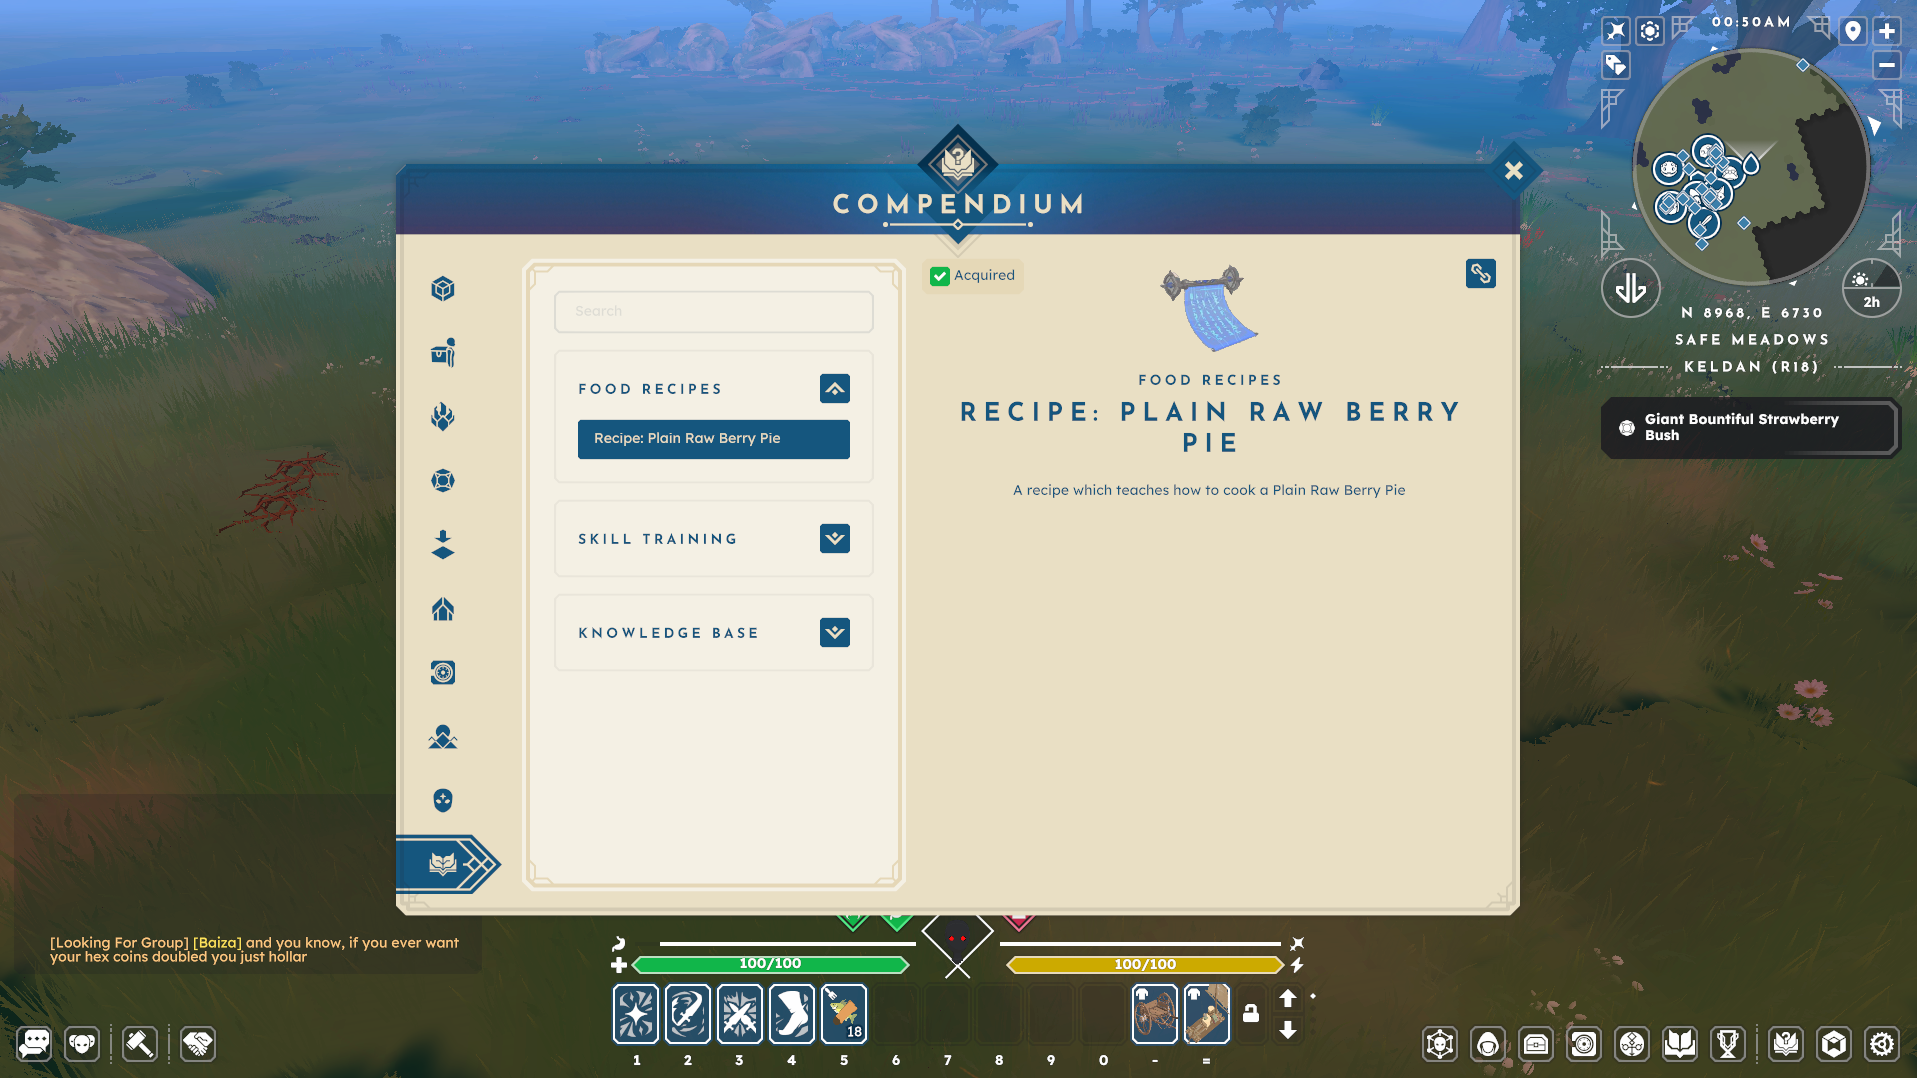 00:50AM
COMPENDIUM
Search
FOOD RECIPES
Recipe: Plain Raw Berry Pie
SKILL TRAINING
KNOWLEDGE BASE
Acquired
FOOD RECIPES
RECIPE: PLAIN RAW BERRY
PIE
A recipe which teaches how to cook a Plain Raw Berry Pie
2h
N 8968, E 6730
SAFE MEADOWS
KELDAN (R18)
Giant Bountiful Strawberry
Bush
[Looking For Group] [Baiza] and you know, if you ever want
your hex coins doubled you just hollar
100/100
100/100
18
1 2 3 4 5 6 7 8 9 0 - =